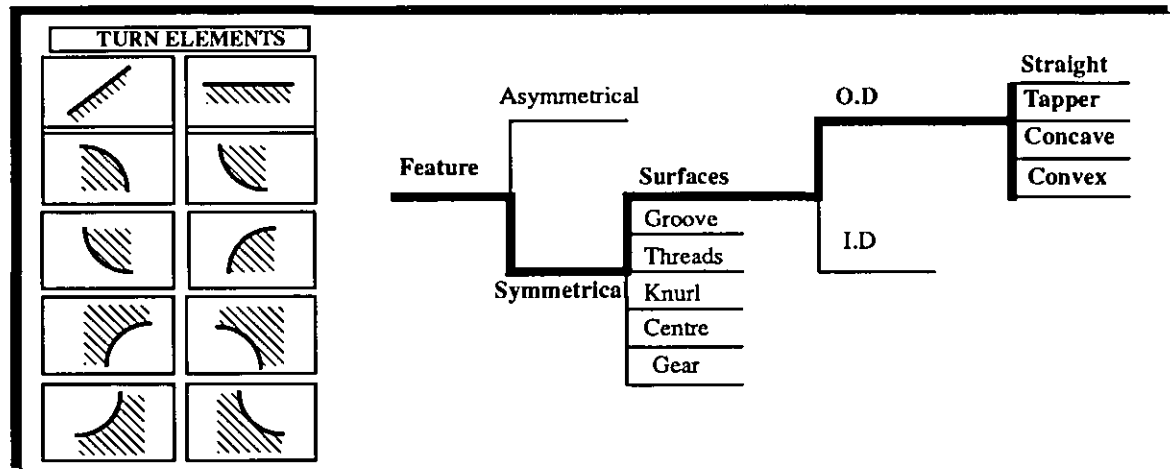 TURN ELEMENTS
Asymmetrical
Feature
Symmetrica
Surfaces
Groove
Threads
Knurl
Centre
Gear
O.D
I.D
Straight
Tapper
Concave
Convex